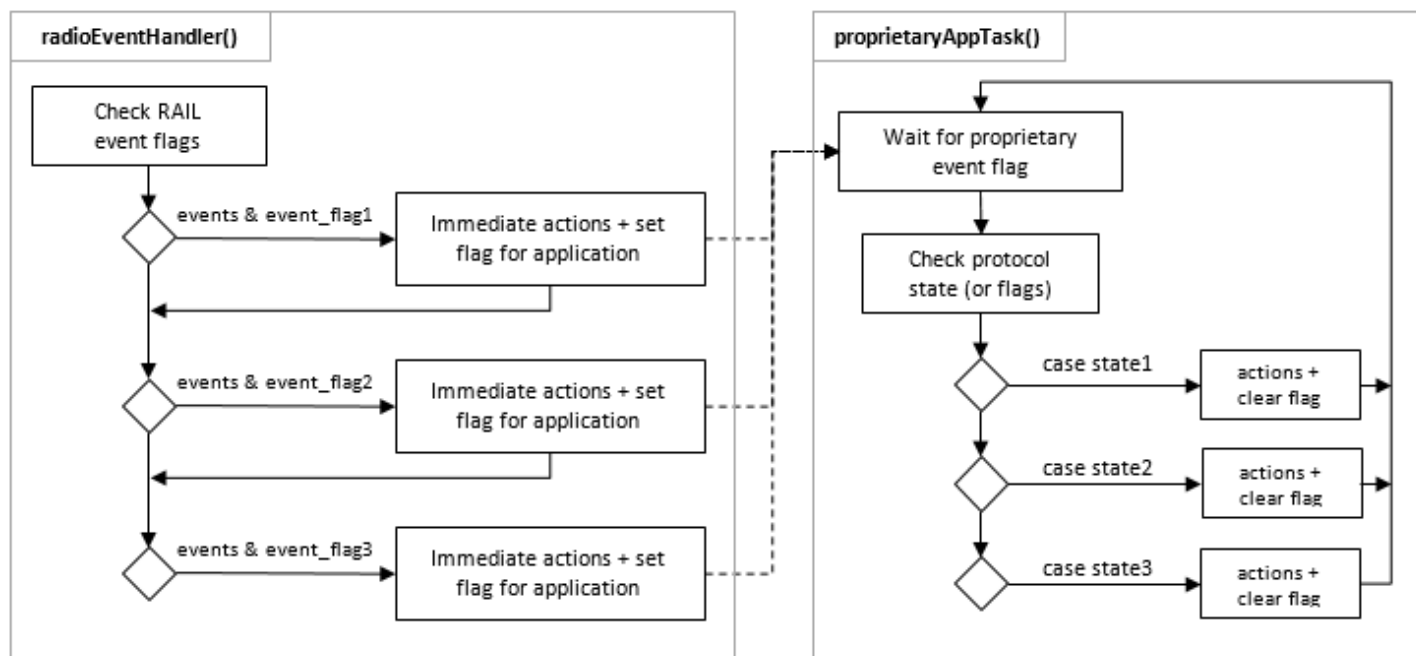 radioEventHandler()
Check RAIL
event flags
events & event_flag1
Immediate actions + set
flag for application
events & event_flag2
Immediate actions + set
flag for application
events & event_flag3
Immediate actions + set
flag for application
proprietaryAppTask()
Wait for proprietary
event flag
Check protocol
state (or flags)
case state1
actions +
clear flag
case state2
actions +
clear flag
case state3
actions +
clear flag